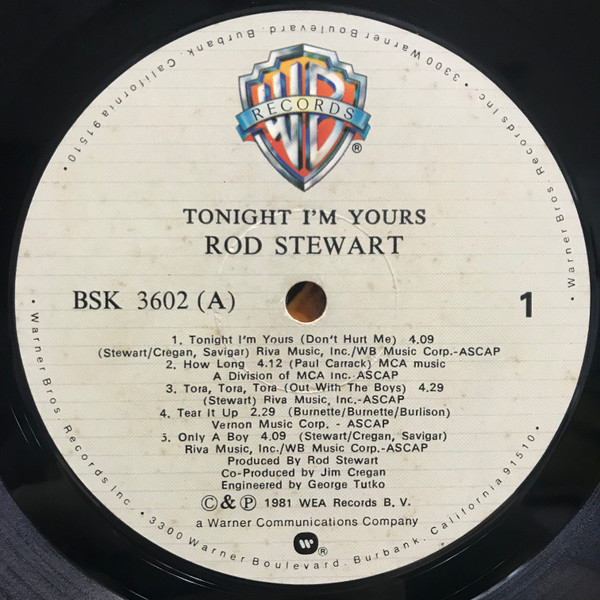 Warner Bros. Records Inc. • 3300 Warner Boulevard. Burbank. California 91510 •
Warner Bros. Records Inc. • 3300 Warner Boulevard. Burbank. California 91510 •
WB
RECORDS
®
TONIGHT I'M YOURS
ROD STEWART
BSK 3602 (A)
1
1. Tonight I'm Yours (Don't Hurt Me) 4.09
(Stewart/Cregan, Savigar) Riva Music, Inc./WB Music Corp.-ASCAP
2. How Long 4.12 (Paul Carrack) MCA music
A Division of MCA Inc. ASCAP
3. Tora, Tora, Tora (Out With The Boys) 4.29
(Stewart) Riva Music, Inc.-ASCAP
4. Tear It Up 2.29 (Burnette/Burnette/Burlison)
Vernon Music Corp. - ASCAP
5. Only A Boy 4.09 (Stewart/Cregan, Savigar)
Riva Music, Inc./WB Music Corp.-ASCAP
Produced By Rod Stewart
Co-Produced by Jim Cregan
Engineered by George Tutko
© & ℗ 1981 WEA Records B. V.
a Warner Communications Company
®